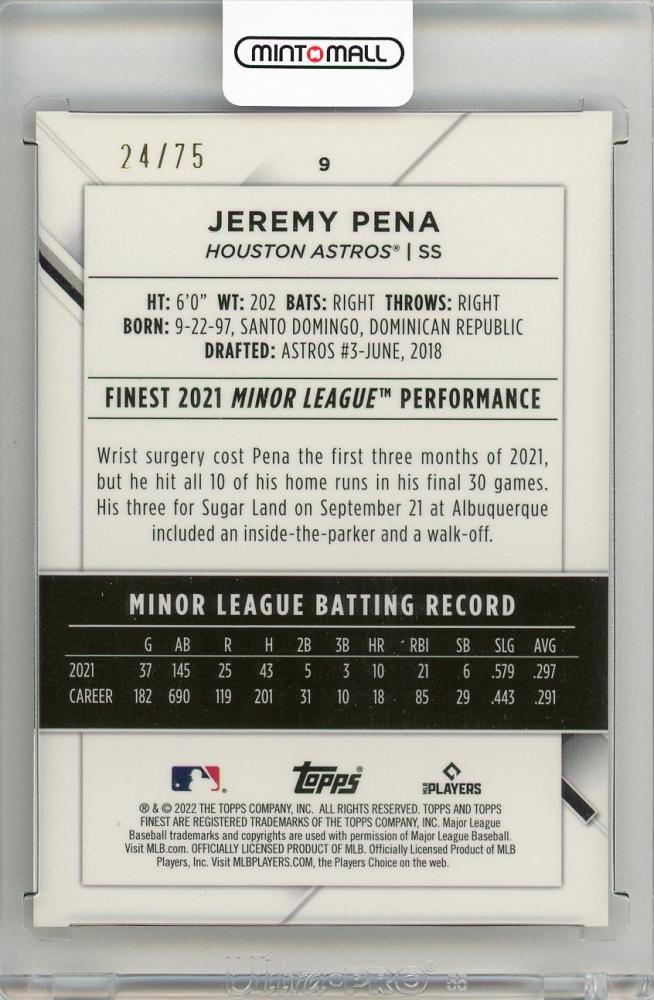 MINTMALL
24/75
9
JEREMY PENA
HOUSTON ASTROS® | SS
HT: 6'0" WT: 202 BATS: RIGHT THROWS: RIGHT
BORN: 9-22-97, SANTO DOMINGO, DOMINICAN REPUBLIC
DRAFTED: ASTROS #3-JUNE, 2018
FINEST 2021 MINOR LEAGUE™ PERFORMANCE
Wrist surgery cost Pena the first three months of 2021,
but he hit all 10 of his home runs in his final 30 games.
His three for Sugar Land on September 21 at Albuquerque
included an inside-the-parker and a walk-off.
MINOR LEAGUE BATTING RECORD
G AB R H 2B 3B HR RBI SB SLG AVG
2021 37 145 25 43 5 3 10 21 6 .579 .297
CAREER 182 690 119 201 31 10 18 85 29 .443 .291
topps® MLB PLAYERS
® & © 2022 THE TOPPS COMPANY, INC. ALL RIGHTS RESERVED. TOPPS AND TOPPS
FINEST ARE REGISTERED TRADEMARKS OF THE TOPPS COMPANY, INC. Major League
Baseball trademarks and copyrights are used with permission of Major League Baseball.
Visit MLB.com. OFFICIALLY LICENSED PRODUCT OF MLB. Officially Licensed Product of MLB
Players, Inc. Visit MLBPLAYERS.COM, the Players Choice on the web.
Ultra·PRO®